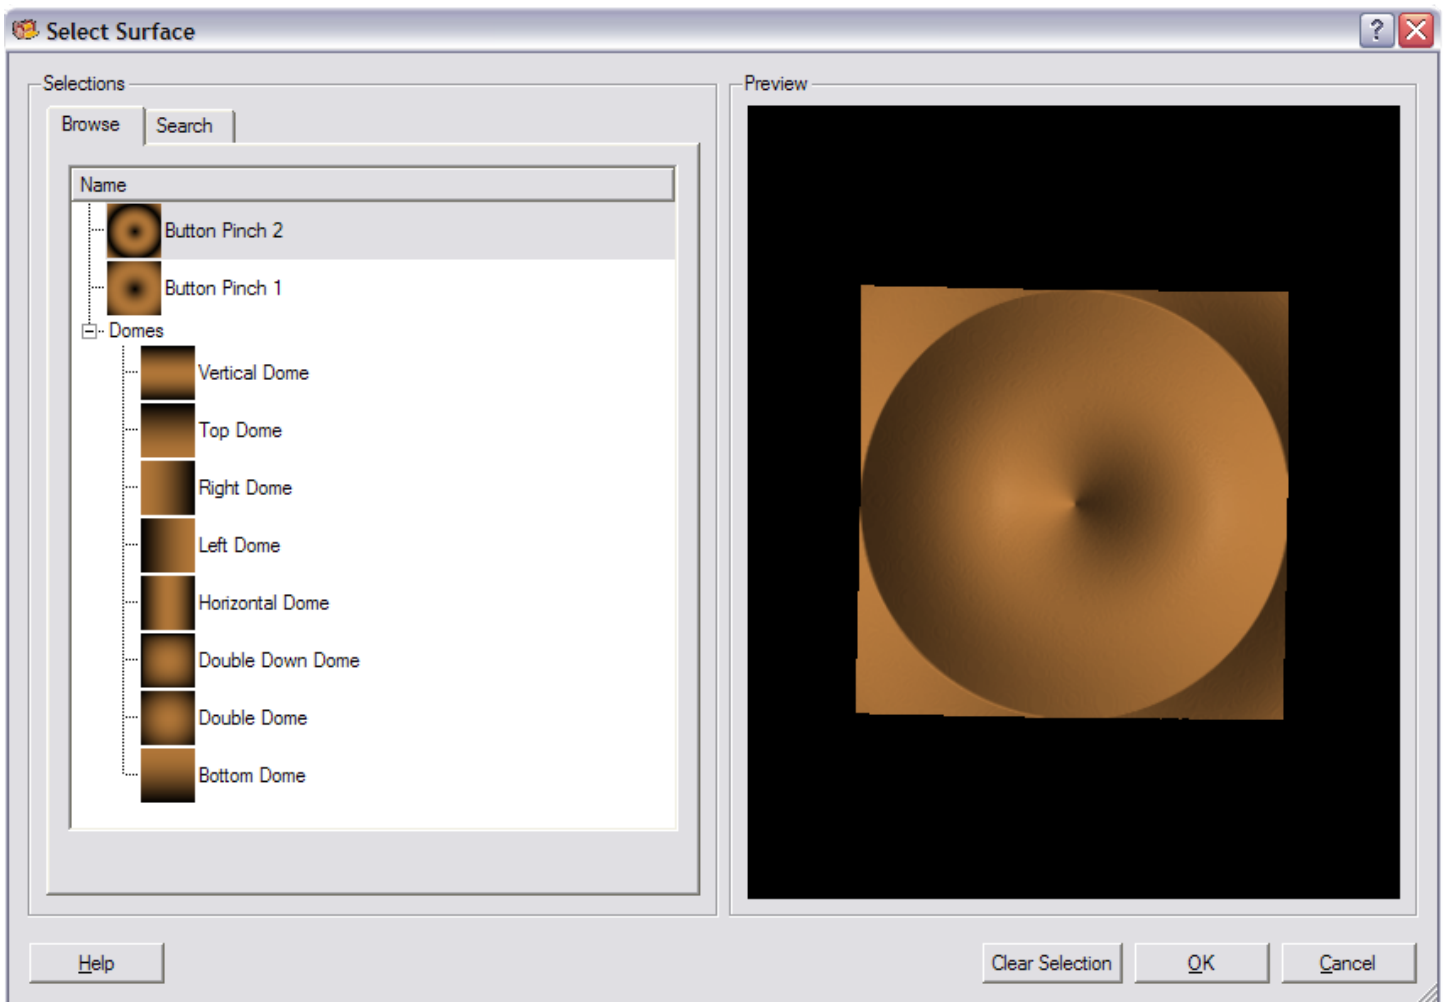 Select Surface
Selections
Preview
Browse
Search
Name
Button Pinch 2
Button Pinch 1
Domes
Vertical Dome
Top Dome
Right Dome
Left Dome
Horizontal Dome
Double Down Dome
Double Dome
Bottom Dome
Help
Clear Selection
OK
Cancel